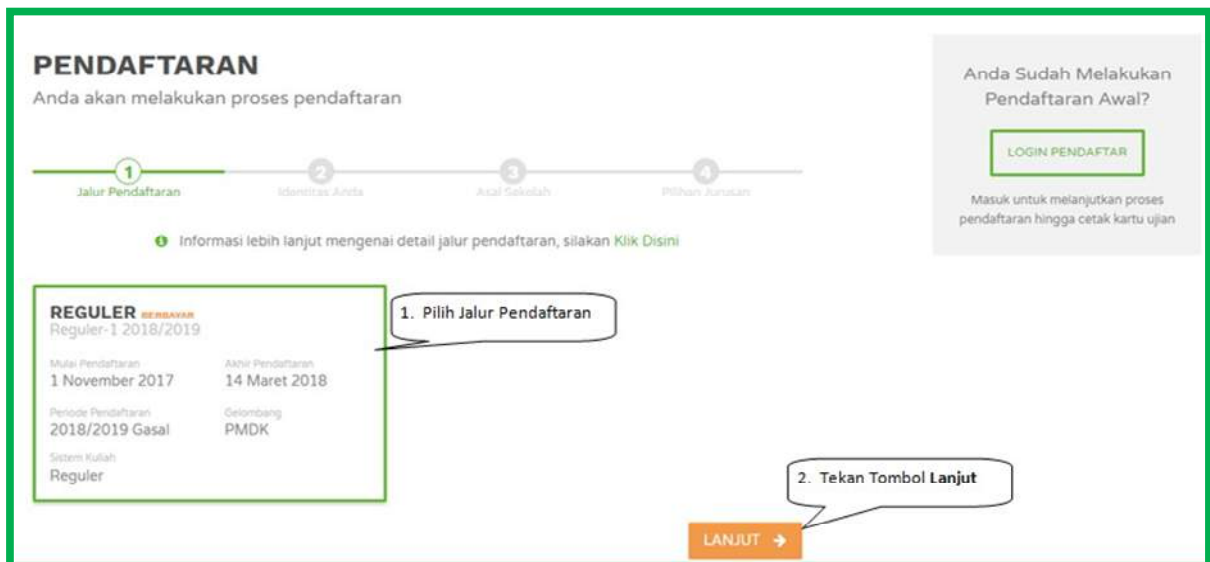 PENDAFTARAN
Anda akan melakukan proses pendaftaran
1
Jalur Pendaftaran
2
Identitas Anda
3
Asal Sekolah
4
Pilihan Jurusan
Informasi lebih lanjut mengenai detail jalur pendaftaran, silakan Klik Disini
Anda Sudah Melakukan
Pendaftaran Awal?
LOGIN PENDAFTAR
Masuk untuk melanjutkan proses
pendaftaran hingga cetak kartu ujian
REGULER BERBAYAR
Reguler-1 2018/2019
Mulai Pendaftaran
1 November 2017
Akhir Pendaftaran
14 Maret 2018
Periode Pendaftaran
2018/2019 Gasal
Gelombang
PMDK
Sistem Kuliah
Reguler
1. Pilih Jalur Pendaftaran
2. Tekan Tombol Lanjut
LANJUT →